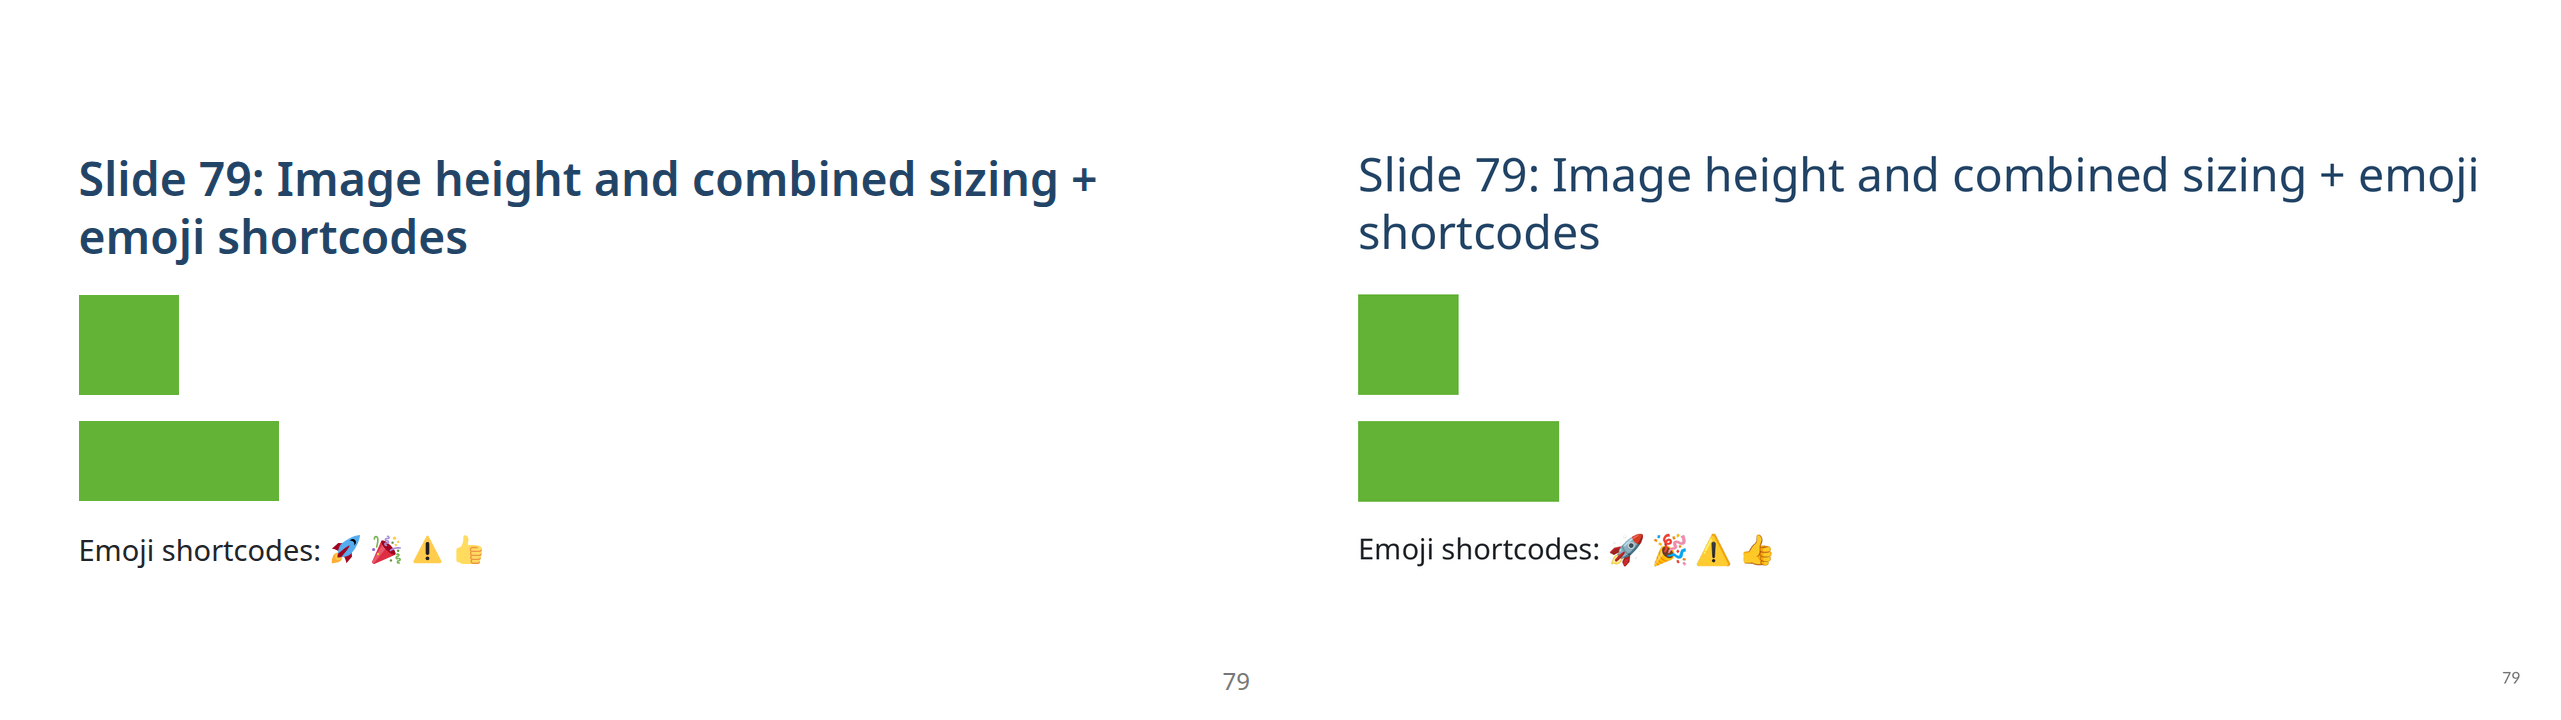 Slide 79: Image height and combined sizing +
emoji shortcodes
Emoji shortcodes: 🚀 🎉 ⚠️ 👍
79
Slide 79: Image height and combined sizing + emoji
shortcodes
Emoji shortcodes: 🚀 🎉 ⚠️ 👍
79